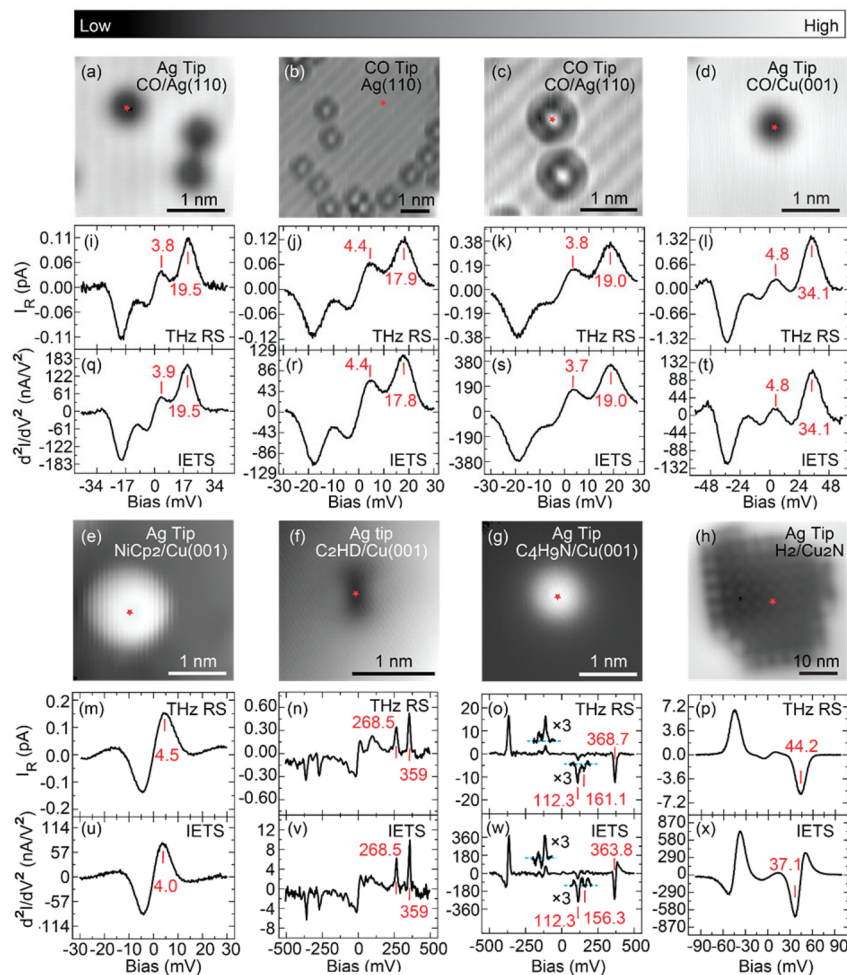 Low High
(a) Ag Tip
CO/Ag(110)
1 nm
(b) CO Tip
Ag(110)
1 nm
(c) CO Tip
CO/Ag(110)
1 nm
(d) Ag Tip
CO/Cu(001)
1 nm
I_R (pA)
0.11
0.06
0.00
-0.06
-0.11
(i)
3.8
19.5
THz RS
0.12
0.06
0.00
-0.06
-0.12
(j)
4.4
17.9
THz RS
0.38
0.19
0.00
-0.19
-0.38
(k)
3.8
19.0
THz RS
1.32
0.66
0.00
-0.66
-1.32
(l)
4.8
34.1
THz RS
d²I/dV² (nA/V²)
183
122
61
0
-61
-122
-183
(q)
3.9
19.5
IETS
-34 -17 0 17 34
Bias (mV)
129
86
43
0
-43
-86
-129
(r)
4.4
17.8
IETS
-30 -20 -10 0 10 20 30
Bias (mV)
380
190
0
-190
-380
(s)
3.7
19.0
IETS
-30 -20 -10 0 10 20 30
Bias (mV)
132
88
44
0
-44
-88
-132
(t)
4.8
34.1
IETS
-48 -24 0 24 48
Bias (mV)
(e) Ag Tip
NiCp2/Cu(001)
1 nm
(f) Ag tip
C2HD/Cu(001)
1 nm
(g) Ag Tip
C4H9N/Cu(001)
1 nm
(h) Ag Tip
H2/Cu2N
10 nm
I_R (pA)
0.2
0.1
0.0
-0.1
-0.2
(m)
THz RS
4.5
0.60
0.30
0.00
-0.30
-0.60
(n)
THz RS
268.5
359
20
10
0
-10
-20
(o)
THz RS
×3
368.7
×3
112.3
161.1
7.2
3.6
0.0
-3.6
-7.2
(p)
THz RS
44.2
d²I/dV² (nA/V²)
114
57
0
-57
-114
(u)
IETS
4.0
-30 -20 -10 0 10 20 30
Bias (mV)
12
8
4
0
-4
-8
(v)
IETS
268.5
359
-500 -250 0 250 500
Bias (mV)
360
180
0
-180
-360
(w)
IETS
×3
363.8
×3
112.3
156.3
-500 -250 0 250 500
Bias (mV)
870
580
290
0
-290
-580
-870
(x)
IETS
37.1
-90 -60 -30 0 30 60 90
Bias (mV)